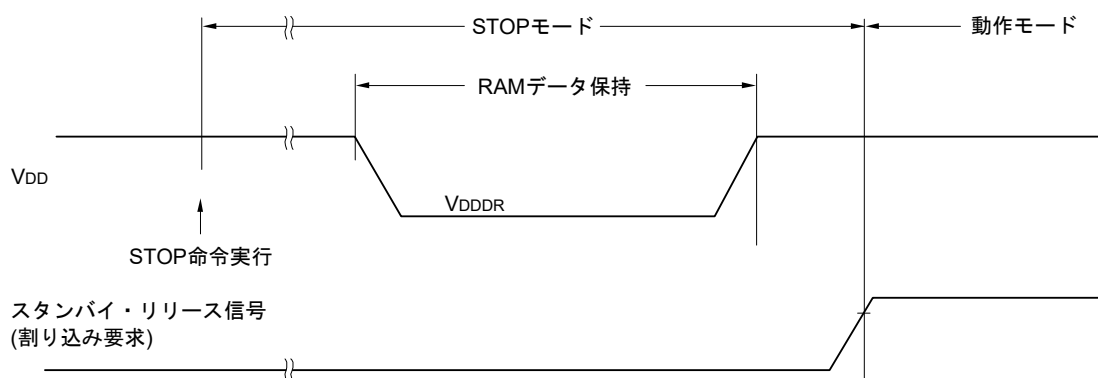 STOPモード
動作モード
RAMデータ保持
VDD
VDDDR
STOP命令実行
スタンバイ・リリース信号
(割り込み要求)